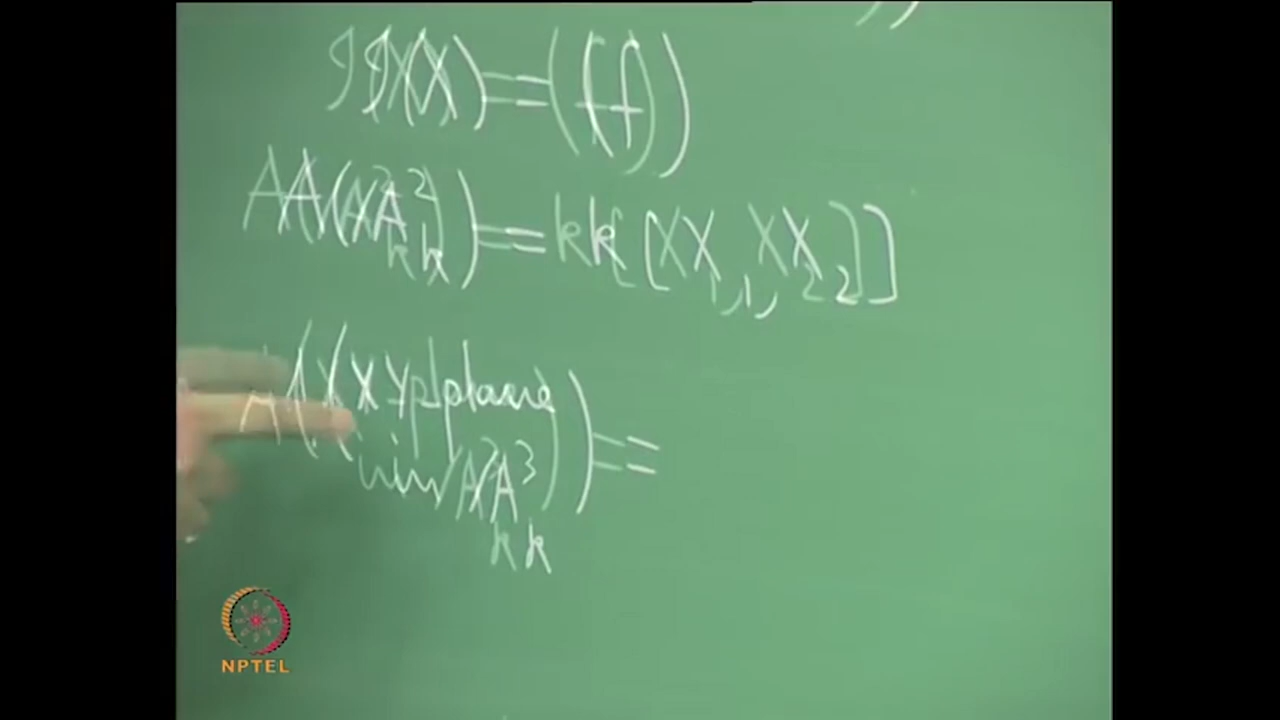 I(X) = (f)
A(A²ₖ) = k[X₁, X₂]
A(XY plane
in A³ₖ) =
NPTEL